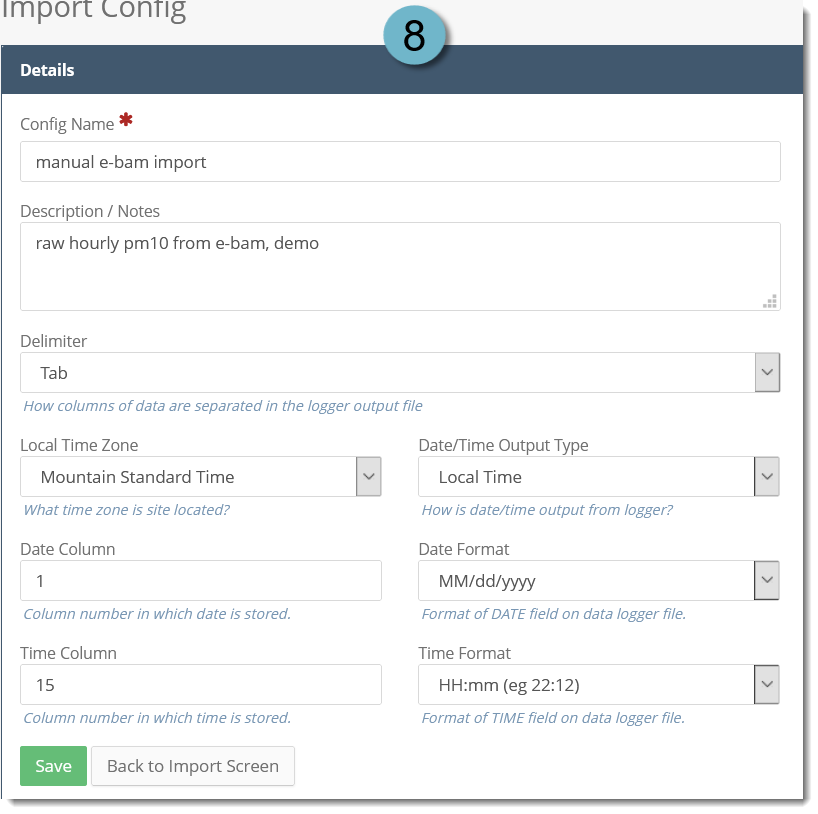 Import Config
8
Details
Config Name *
manual e-bam import
Description / Notes
raw hourly pm10 from e-bam, demo
Delimiter
Tab
How columns of data are separated in the logger output file
Local Time Zone
Date/Time Output Type
Mountain Standard Time
Local Time
What time zone is site located?
How is date/time output from logger?
Date Column
Date Format
1
MM/dd/yyyy
Column number in which date is stored.
Format of DATE field on data logger file.
Time Column
Time Format
15
HH:mm (eg 22:12)
Column number in which time is stored.
Format of TIME field on data logger file.
Save
Back to Import Screen